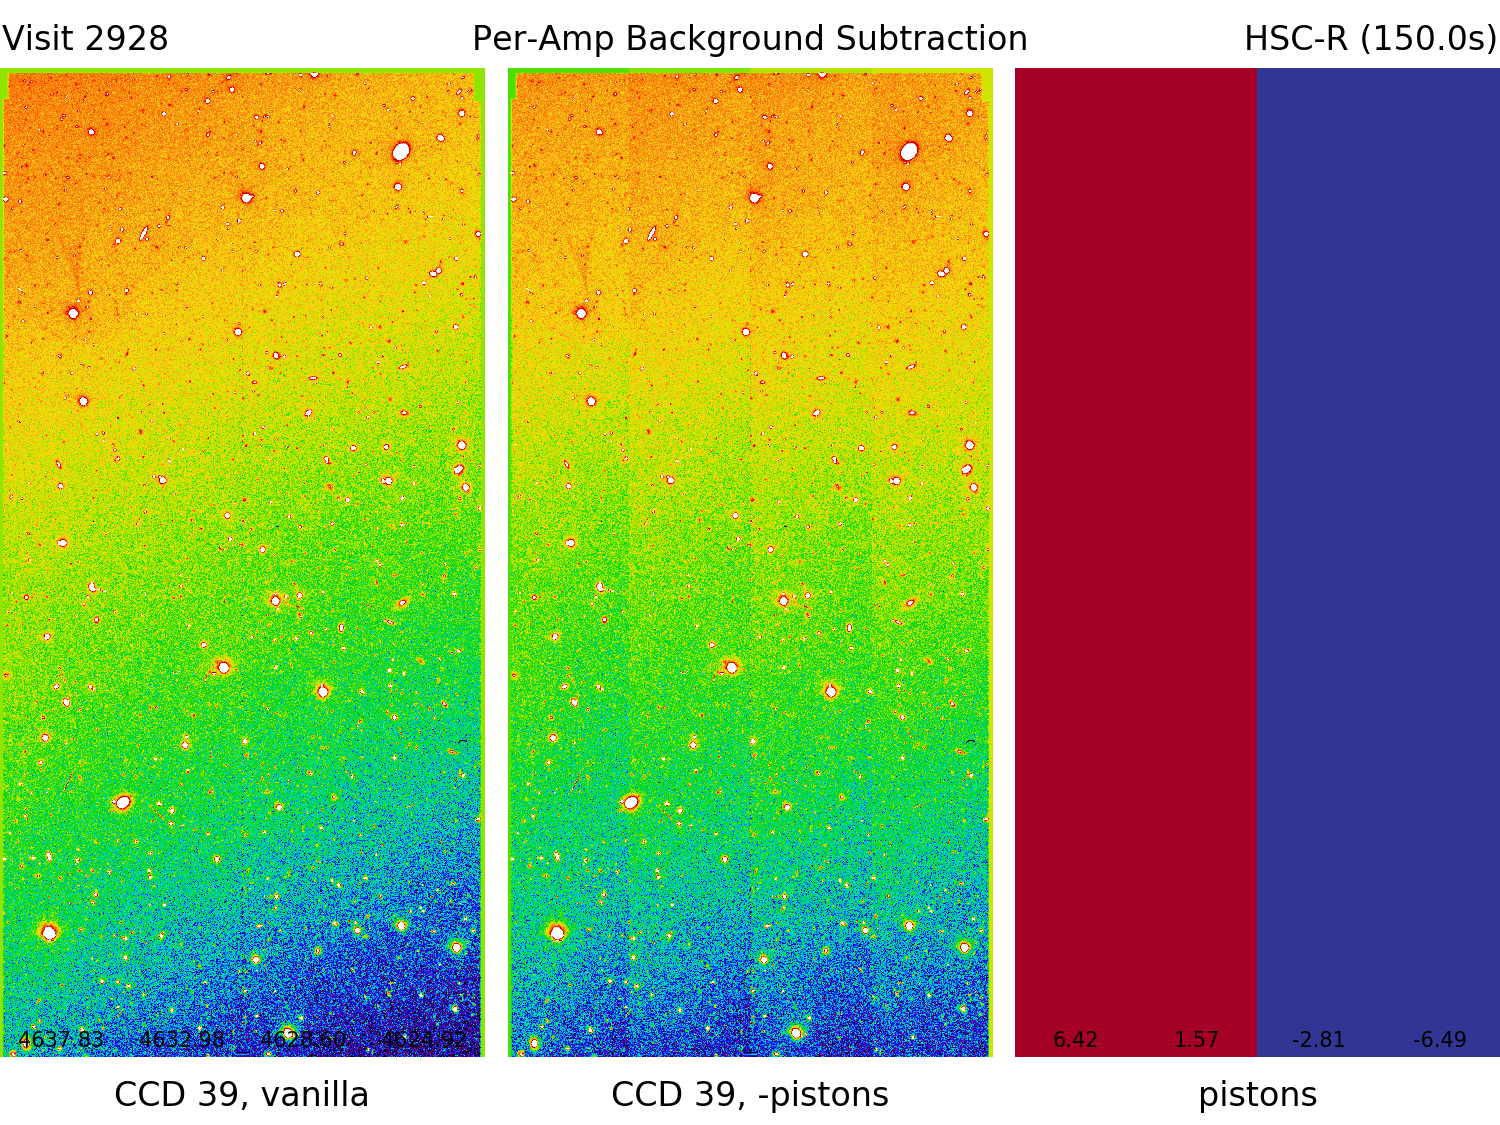 Visit 2928 Per-Amp Background Subtraction HSC-R (150.0s)
4637.83 4632.98 4628.60 4624.92 6.42 1.57 -2.81 -6.49
CCD 39, vanilla CCD 39, -pistons pistons